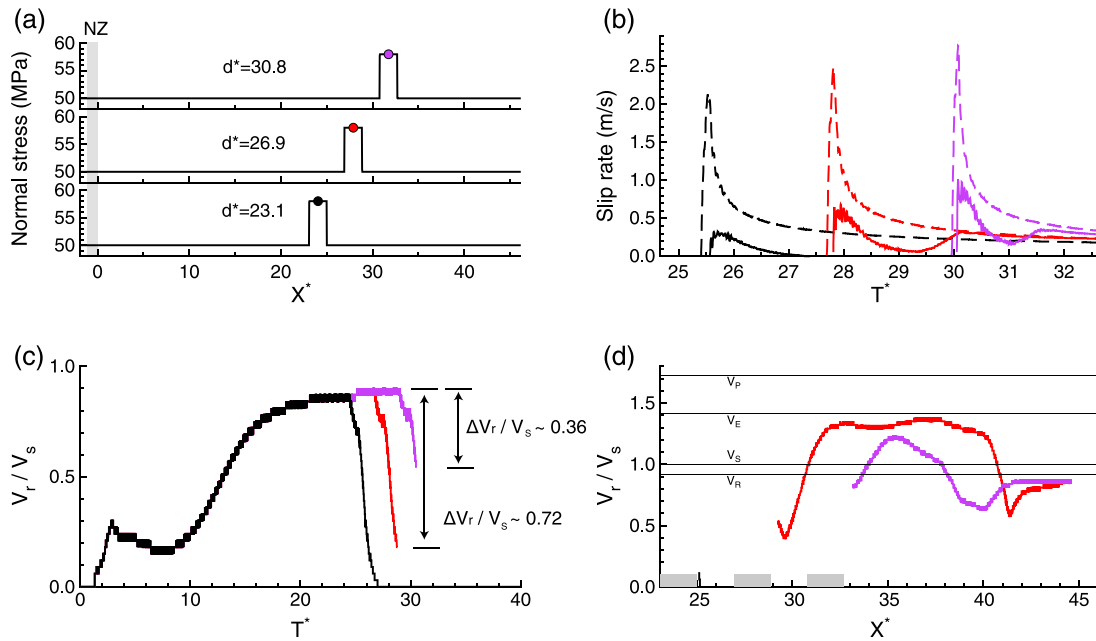 (a)
NZ
Normal stress (MPa)
60
55
50
d*=30.8
60
55
50
d*=26.9
60
55
50
d*=23.1
0 10 20 30 40
X*
(b)
Slip rate (m/s)
2.5
2.0
1.5
1.0
0.5
0.0
25 26 27 28 29 30 31 32
T*
(c)
Vr / Vs
1.0
0.5
0.0
ΔVr / Vs ~ 0.36
ΔVr / Vs ~ 0.72
0 10 20 30 40
T*
(d)
Vr / Vs
1.5
1.0
0.5
0.0
VP
VE
VS
VR
25 30 35 40 45
X*